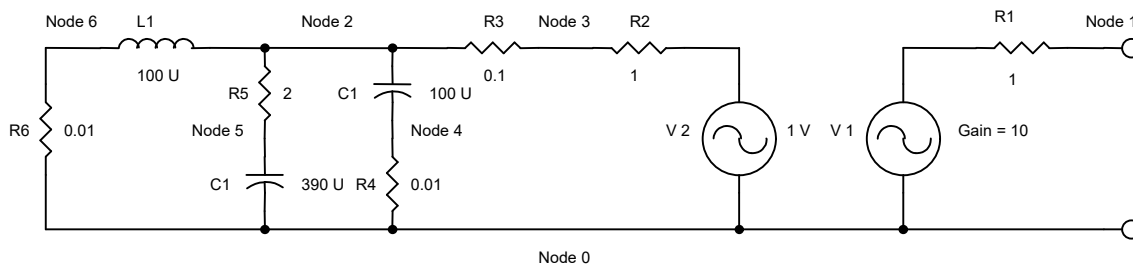 Node 6
L1
Node 2
R3
Node 3
R2
R1
Node 1
100 U
0.1
1
1
R5
2
C1
100 U
R6
0.01
Node 5
Node 4
V 2
1 V
V 1
Gain = 10
C1
390 U
R4
0.01
Node 0